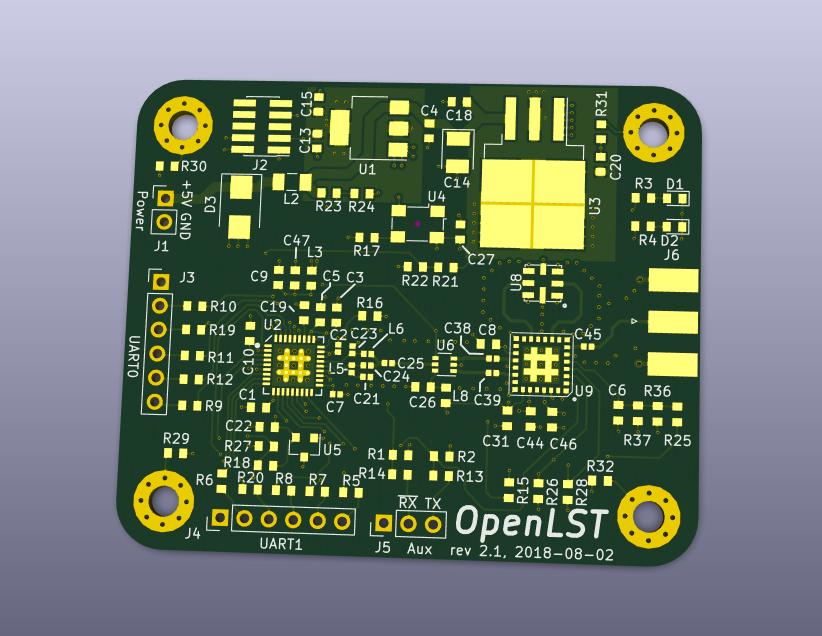 C15
C13
J2
U1
C4
C18
C14
R31
C20
R30
+5V
GND
Power
J1
D3
L2
R23
R24
U4
U3
R3
D1
R4
D2
J6
R17
C27
C47
L3
C9
C5
C3
R22
R21
U8
J3
R10
R19
R11
R12
R9
UART0
C19
U2
R16
C10
C2
C23
L6
C38
C8
C45
U6
L5
C25
C24
C7
C21
C26
L8
C39
U9
C1
C22
R27
R18
U5
R1
R14
R2
R13
C31
C44
C46
C6
R36
R37
R25
R29
R6
R20
R8
R7
R5
R15
R26
R28
R32
J4
UART1
J5
RX
TX
Aux
OpenLST
rev 2.1, 2018-08-02